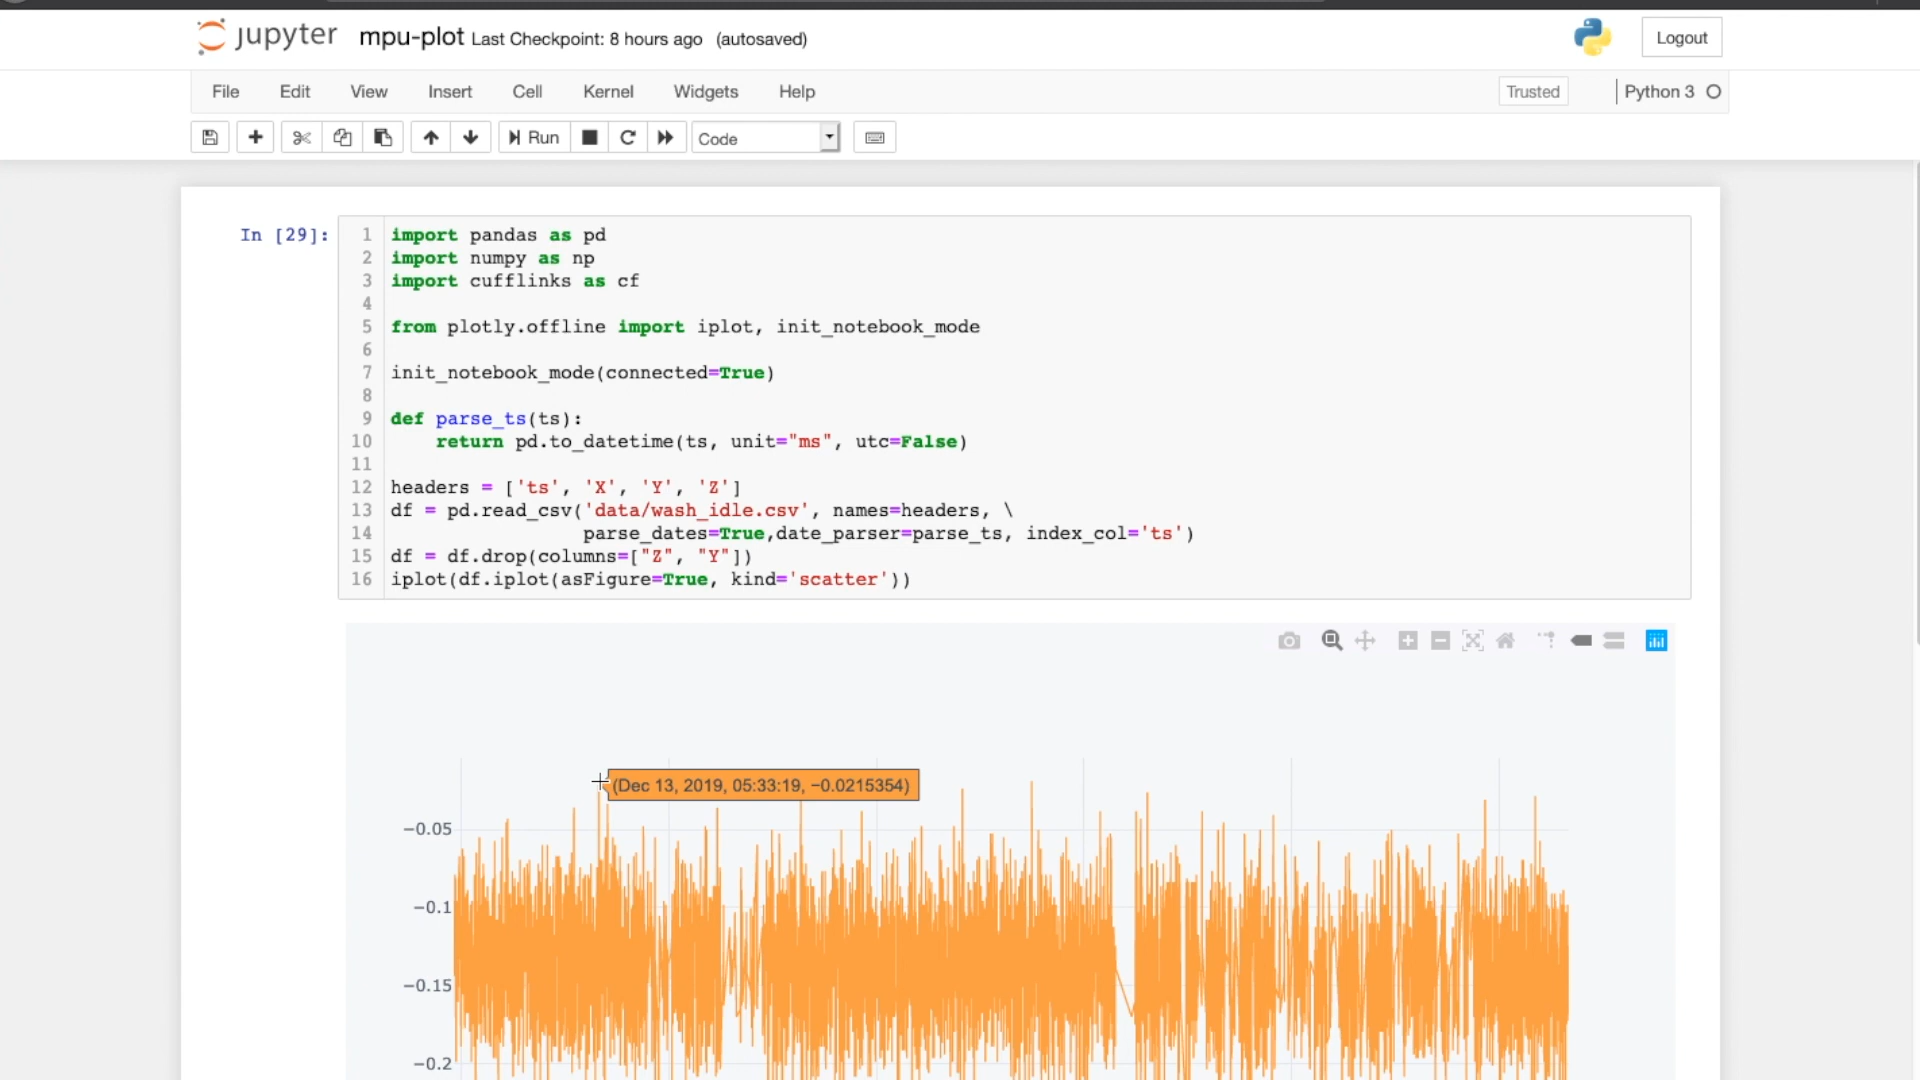 jupyter mpu-plot Last Checkpoint: 8 hours ago (autosaved) Logout
File Edit View Insert Cell Kernel Widgets Help Trusted Python 3
Run Code
In [29]:
1 import pandas as pd
2 import numpy as np
3 import cufflinks as cf
4
5 from plotly.offline import iplot, init_notebook_mode
6
7 init_notebook_mode(connected=True)
8
9 def parse_ts(ts):
10     return pd.to_datetime(ts, unit="ms", utc=False)
11
12 headers = ['ts', 'X', 'Y', 'Z']
13 df = pd.read_csv('data/wash_idle.csv', names=headers, \
14                  parse_dates=True,date_parser=parse_ts, index_col='ts')
15 df = df.drop(columns=["Z", "Y"])
16 iplot(df.iplot(asFigure=True, kind='scatter'))
(Dec 13, 2019, 05:33:19, −0.0215354)
−0.05
−0.1
−0.15
−0.2